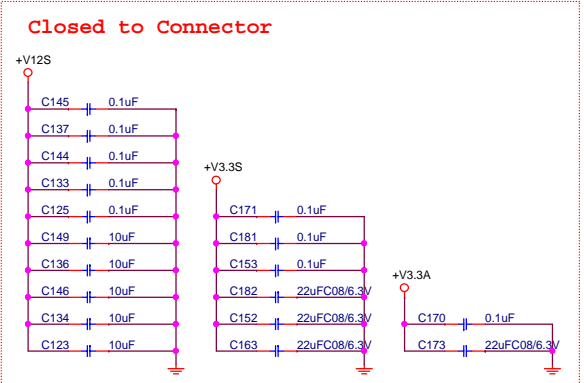 Closed to Connector
+V12S
C145 0.1uF
C137 0.1uF
C144 0.1uF
C133 0.1uF
C125 0.1uF
C149 10uF
C136 10uF
C146 10uF
C134 10uF
C123 10uF
+V3.3S
C171 0.1uF
C181 0.1uF
C153 0.1uF
C182 22uFC08/6.3V
C152 22uFC08/6.3V
C163 22uFC08/6.3V
+V3.3A
C170 0.1uF
C173 22uFC08/6.3V